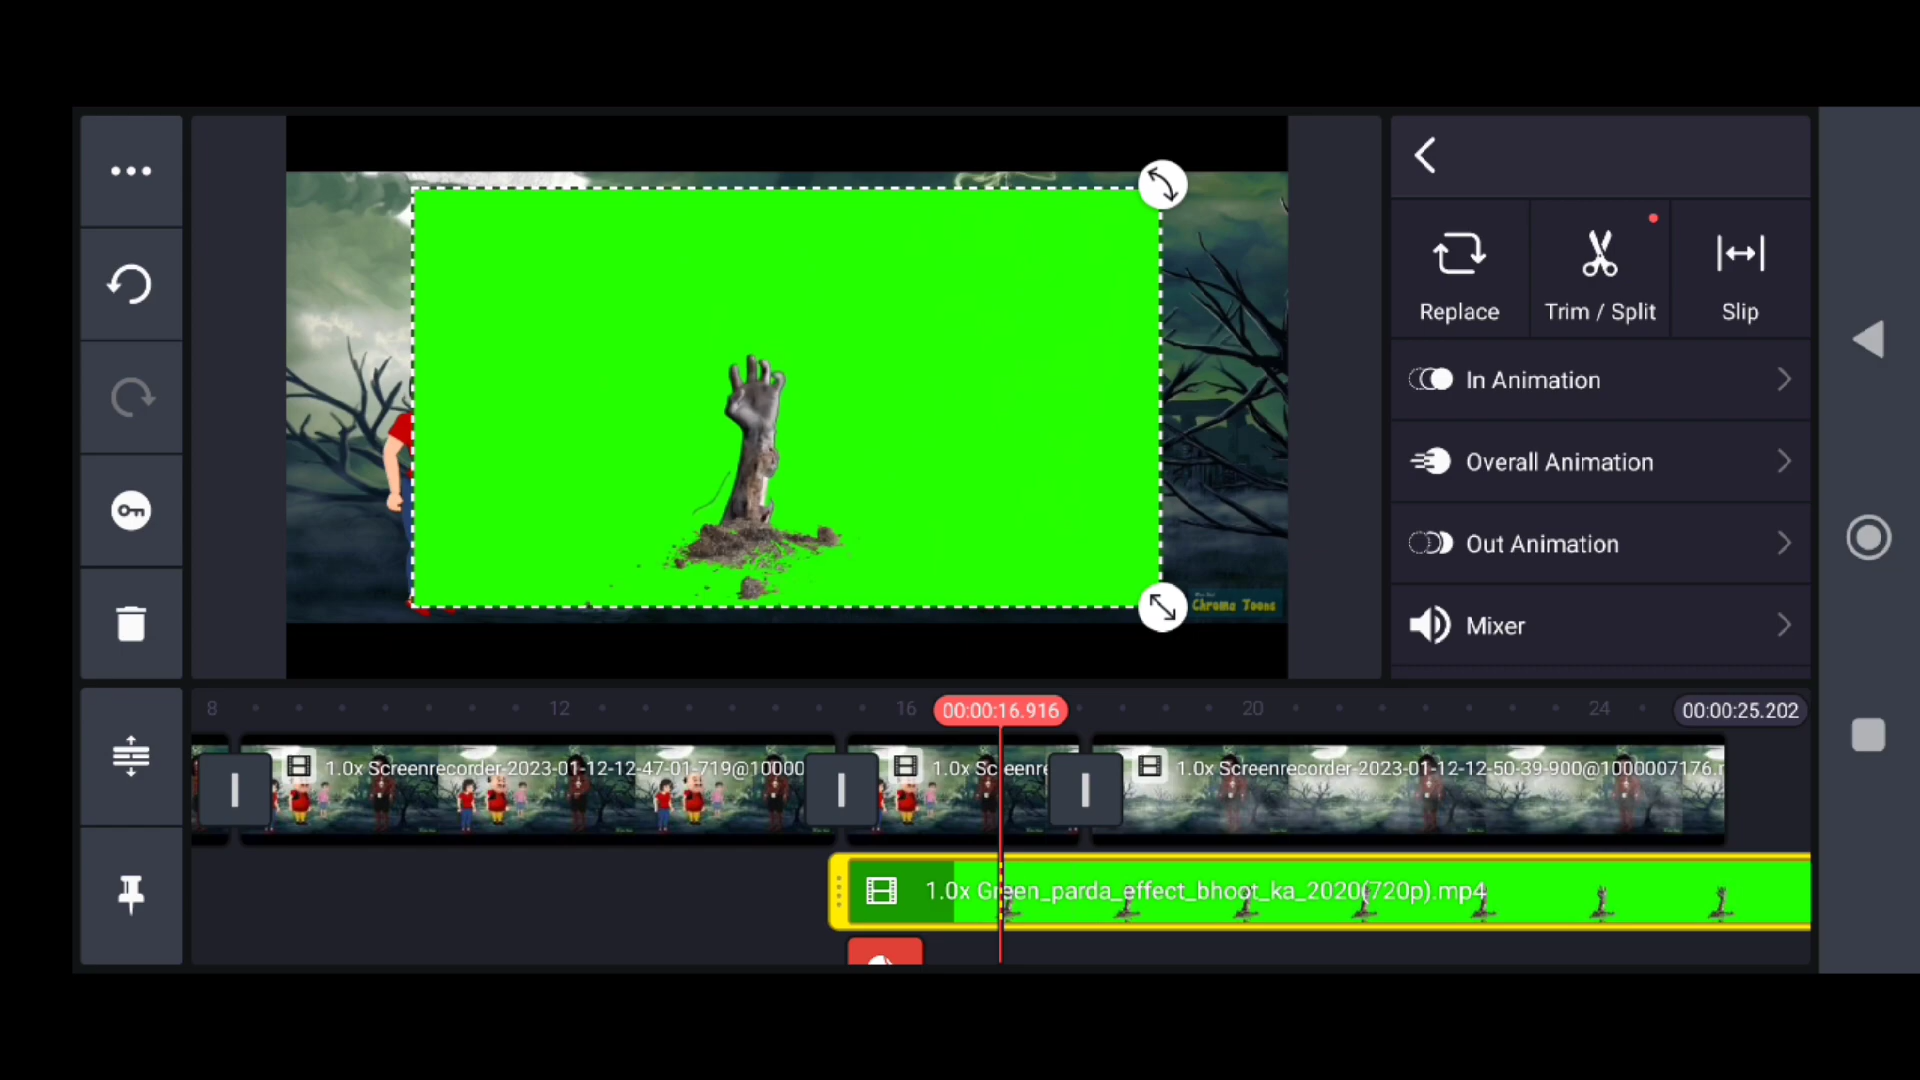 Replace
Trim / Split
Slip
In Animation
Overall Animation
Out Animation
Mixer
Chroma Toons
8
12
16
00:00:16.916
20
24
00:00:25.202
1.0x Screenrecorder-2023-01-12-12-47-01-719@10000
1.0x Screenre
1.0x Screenrecorder-2023-01-12-12-50-39-900@1000007176.r
1.0x Green_parda_effect_bhoot_ka_2020(720p).mp4